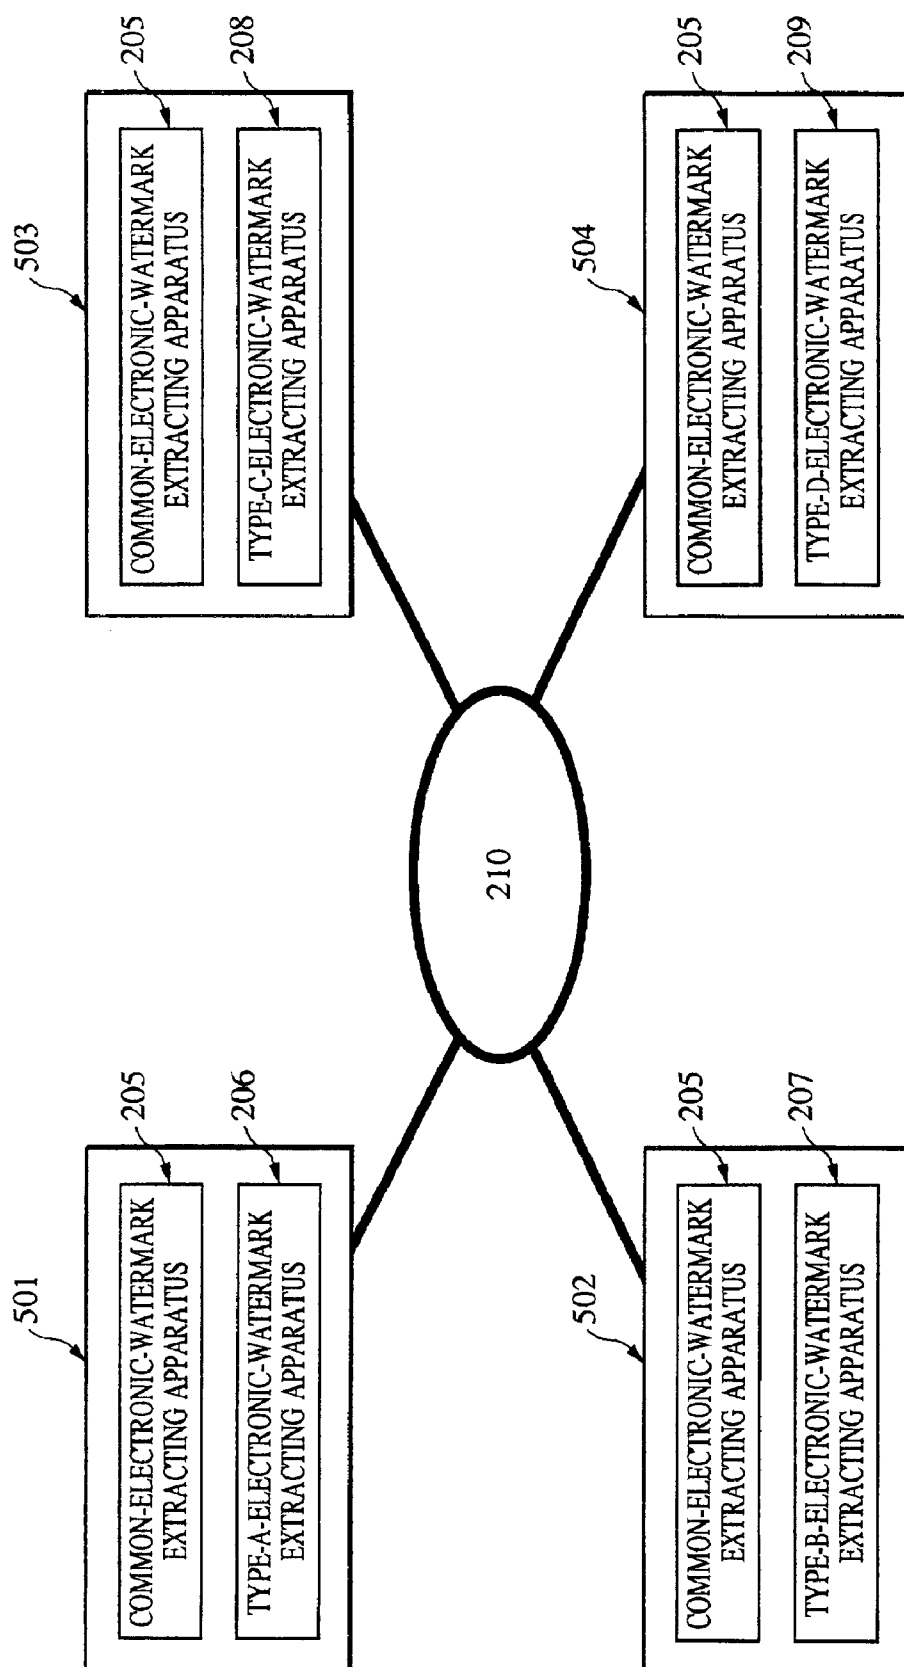 501
COMMON-ELECTRONIC-WATERMARK
EXTRACTING APPARATUS
205
TYPE-A-ELECTRONIC-WATERMARK
EXTRACTING APPARATUS
206
503
COMMON-ELECTRONIC-WATERMARK
EXTRACTING APPARATUS
205
TYPE-C-ELECTRONIC-WATERMARK
EXTRACTING APPARATUS
208
210
502
COMMON-ELECTRONIC-WATERMARK
EXTRACTING APPARATUS
205
TYPE-B-ELECTRONIC-WATERMARK
EXTRACTING APPARATUS
207
504
COMMON-ELECTRONIC-WATERMARK
EXTRACTING APPARATUS
205
TYPE-D-ELECTRONIC-WATERMARK
EXTRACTING APPARATUS
209